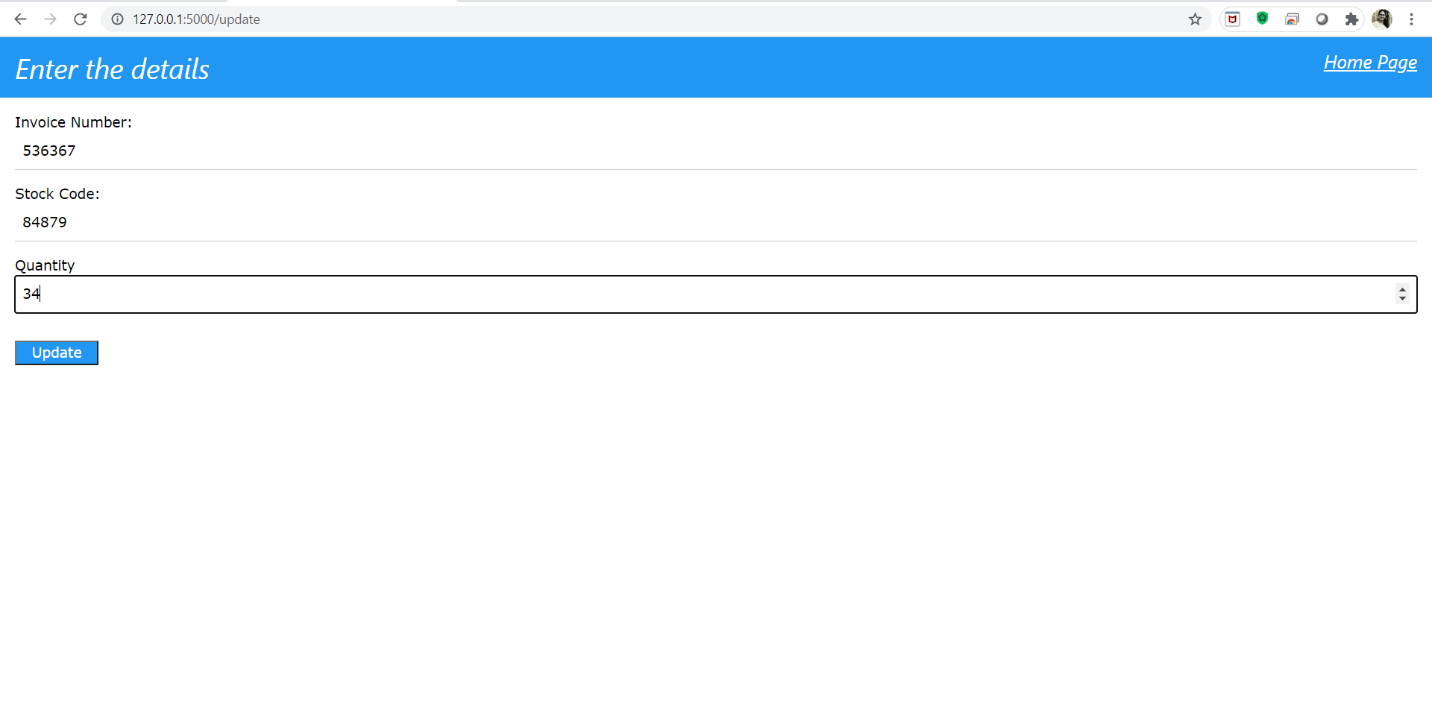 127.0.0.1:5000/update
Enter the details
Home Page
Invoice Number:
536367
Stock Code:
84879
Quantity
34
Update